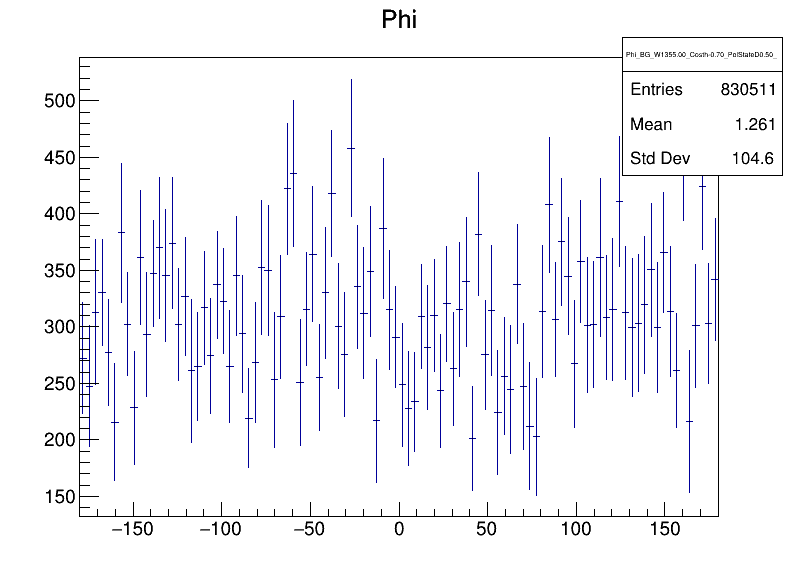 Phi
Phi_BG_W1355.00_Costh-0.70_PolStateD0.50_
Entries 830511
Mean 1.261
Std Dev 104.6
500
450
400
350
300
250
200
150
−150 −100 −50 0 50 100 150